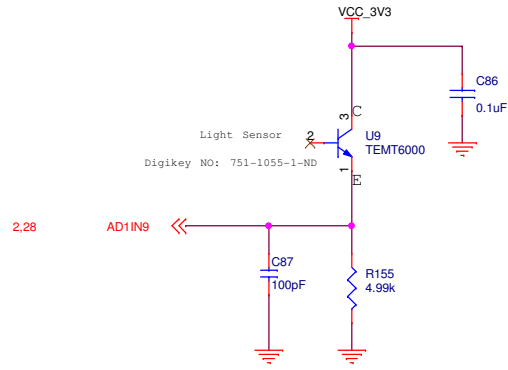 VCC_3V3
C86
0.1uF
3
C
Light Sensor
2
U9
TEMT6000
Digikey NO: 751-1055-1-ND
1
E
2,28
AD1IN9
C87
100pF
R155
4.99k